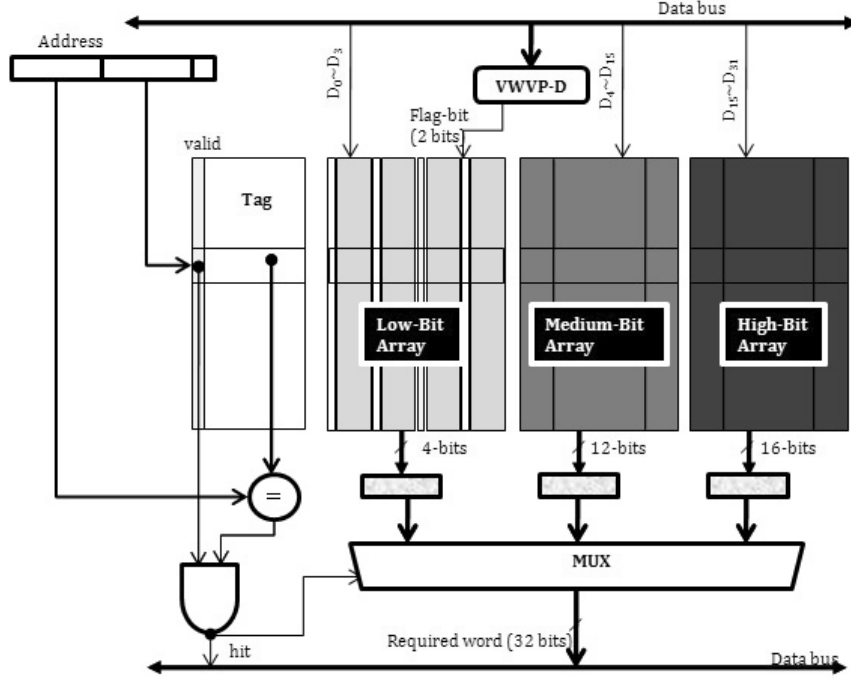 Data bus
Address
D₀~D₃
VWVP-D
D₄~D₁₅
D₁₅~D₃₁
Flag-bit
(2 bits)
valid
Tag
Low-Bit
Array
Medium-Bit
Array
High-Bit
Array
4-bits
12-bits
16-bits
=
MUX
Required word (32 bits)
hit
Data bus